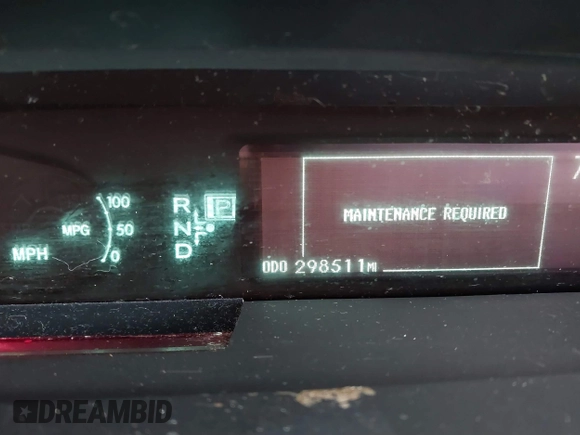 100
50
0
MPG
MPH
R
N
D
P
MAINTENANCE REQUIRED
ODO 298511 MI
DREAMBID